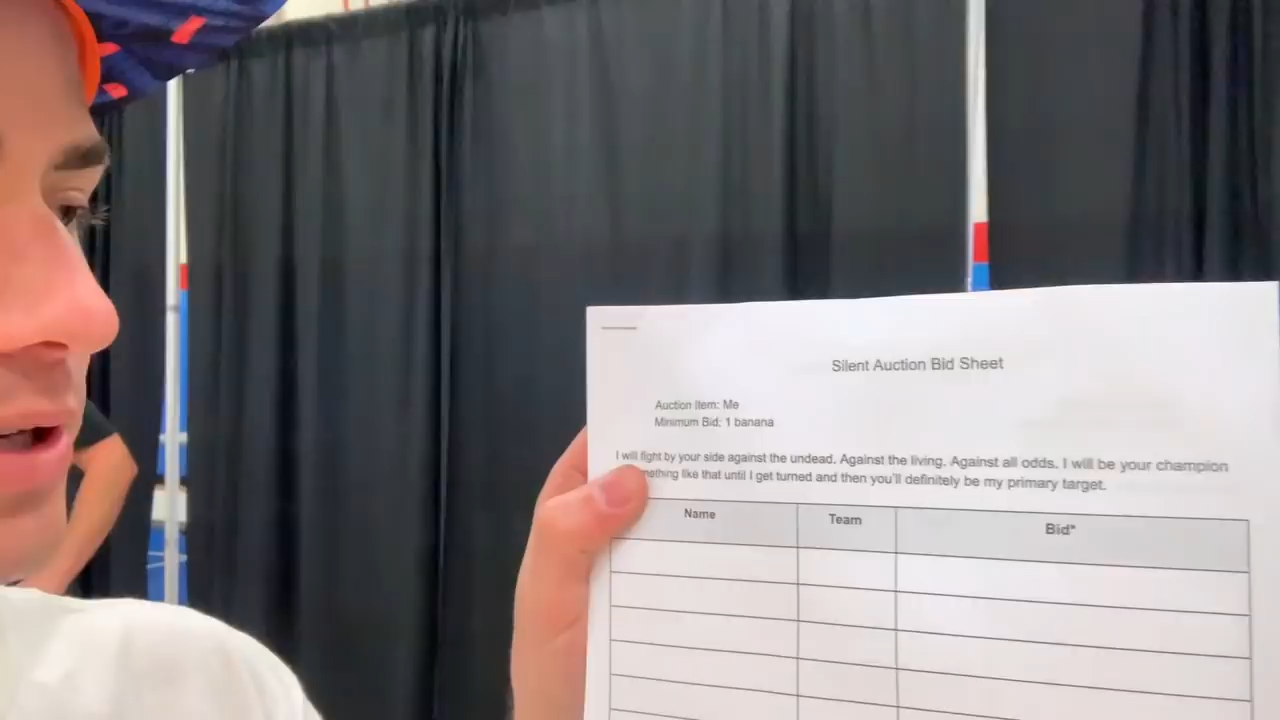 Silent Auction Bid Sheet
Auction Item: Me
Minimum Bid: 1 banana
I will fight by your side against the undead. Against the living. Against all odds. I will be your champion
like that until I get turned and then you'll definitely be my primary target.
Name Team Bid*